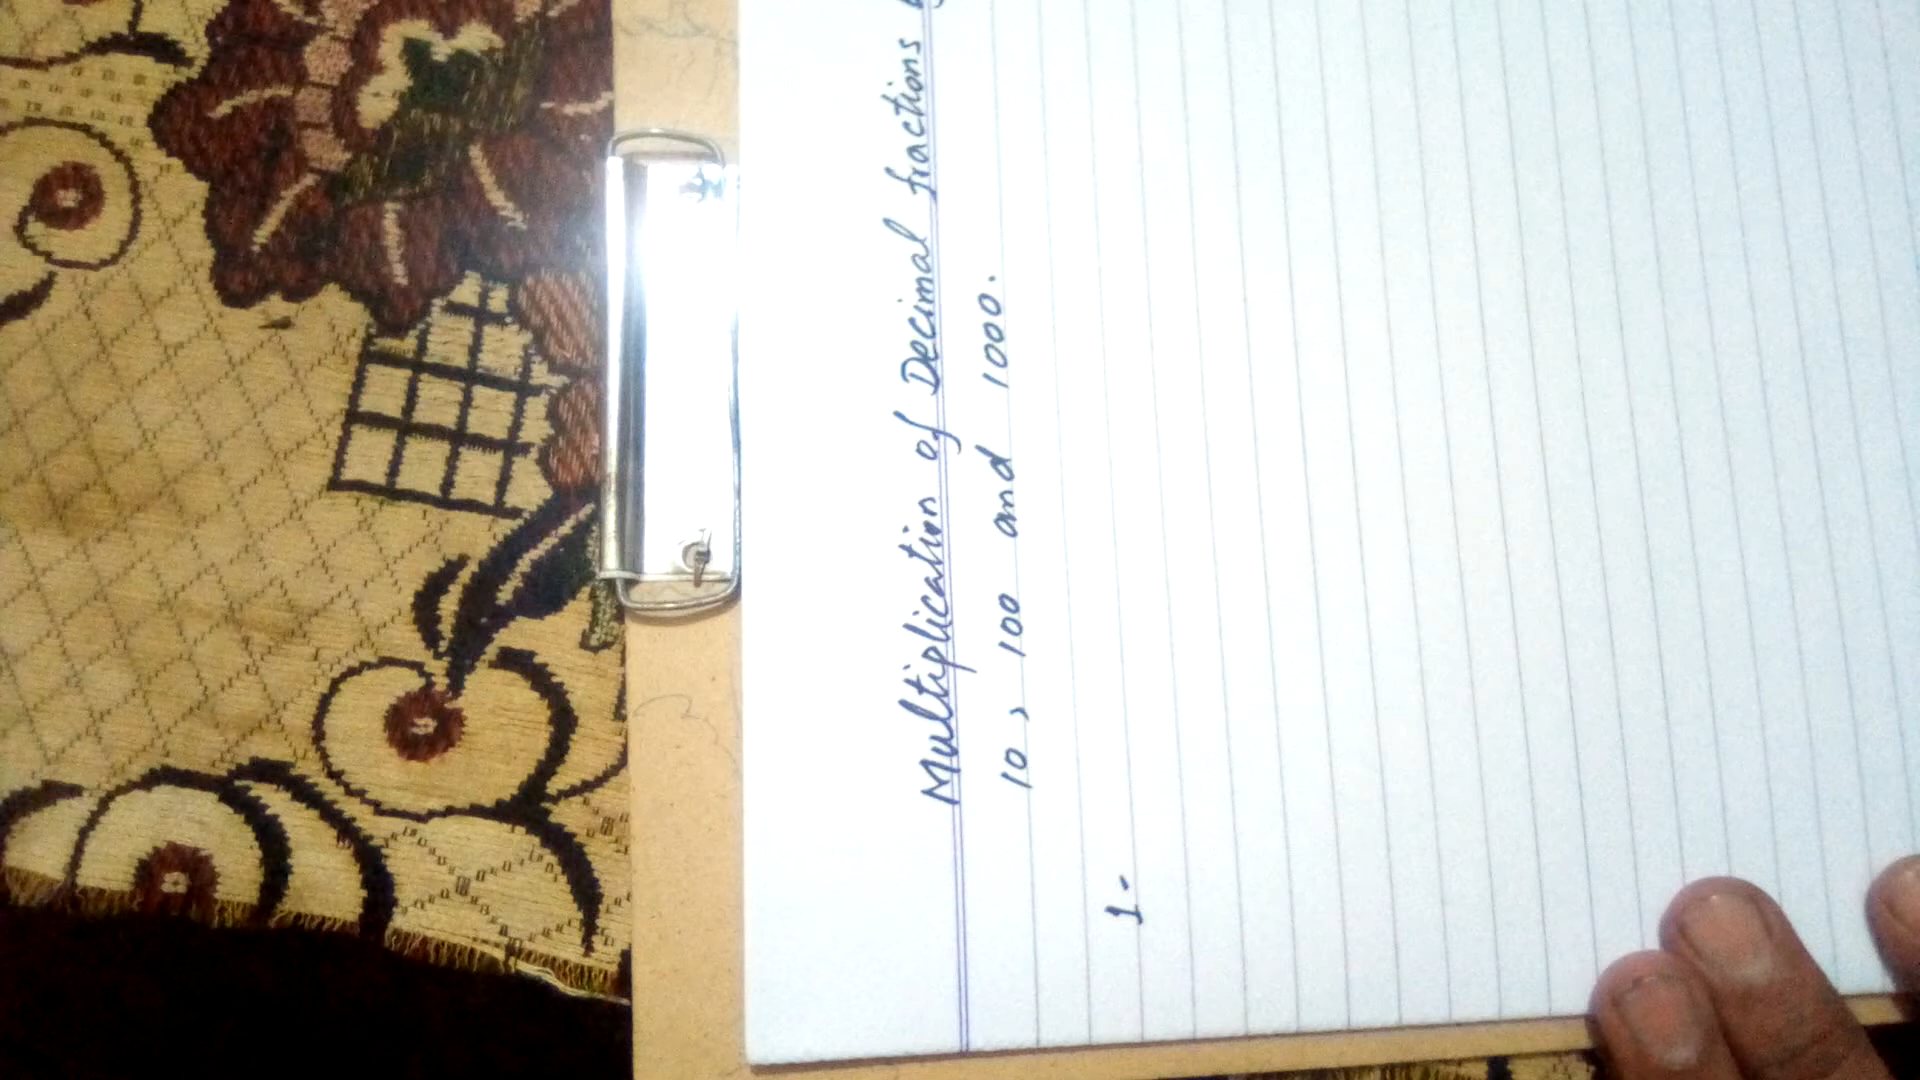 Multiplication of Decimal fractions
10, 100 and 1000.
1-